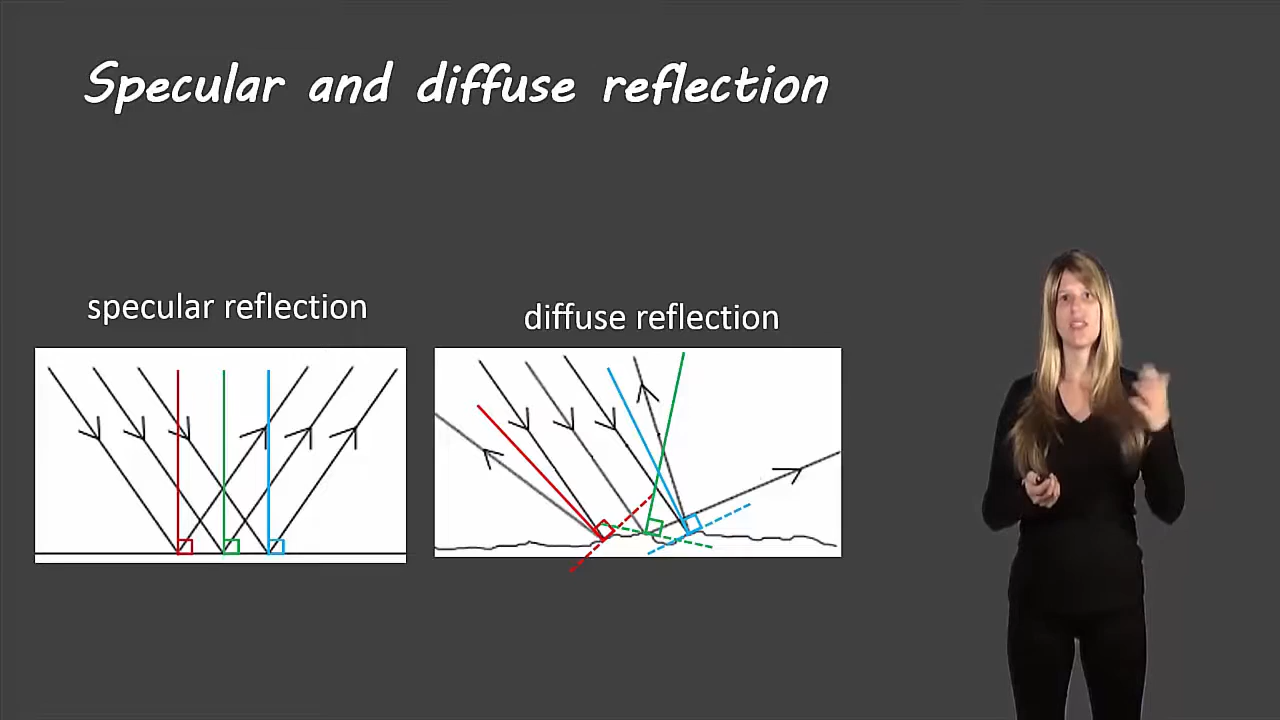 Specular and diffuse reflection
specular reflection
diffuse reflection